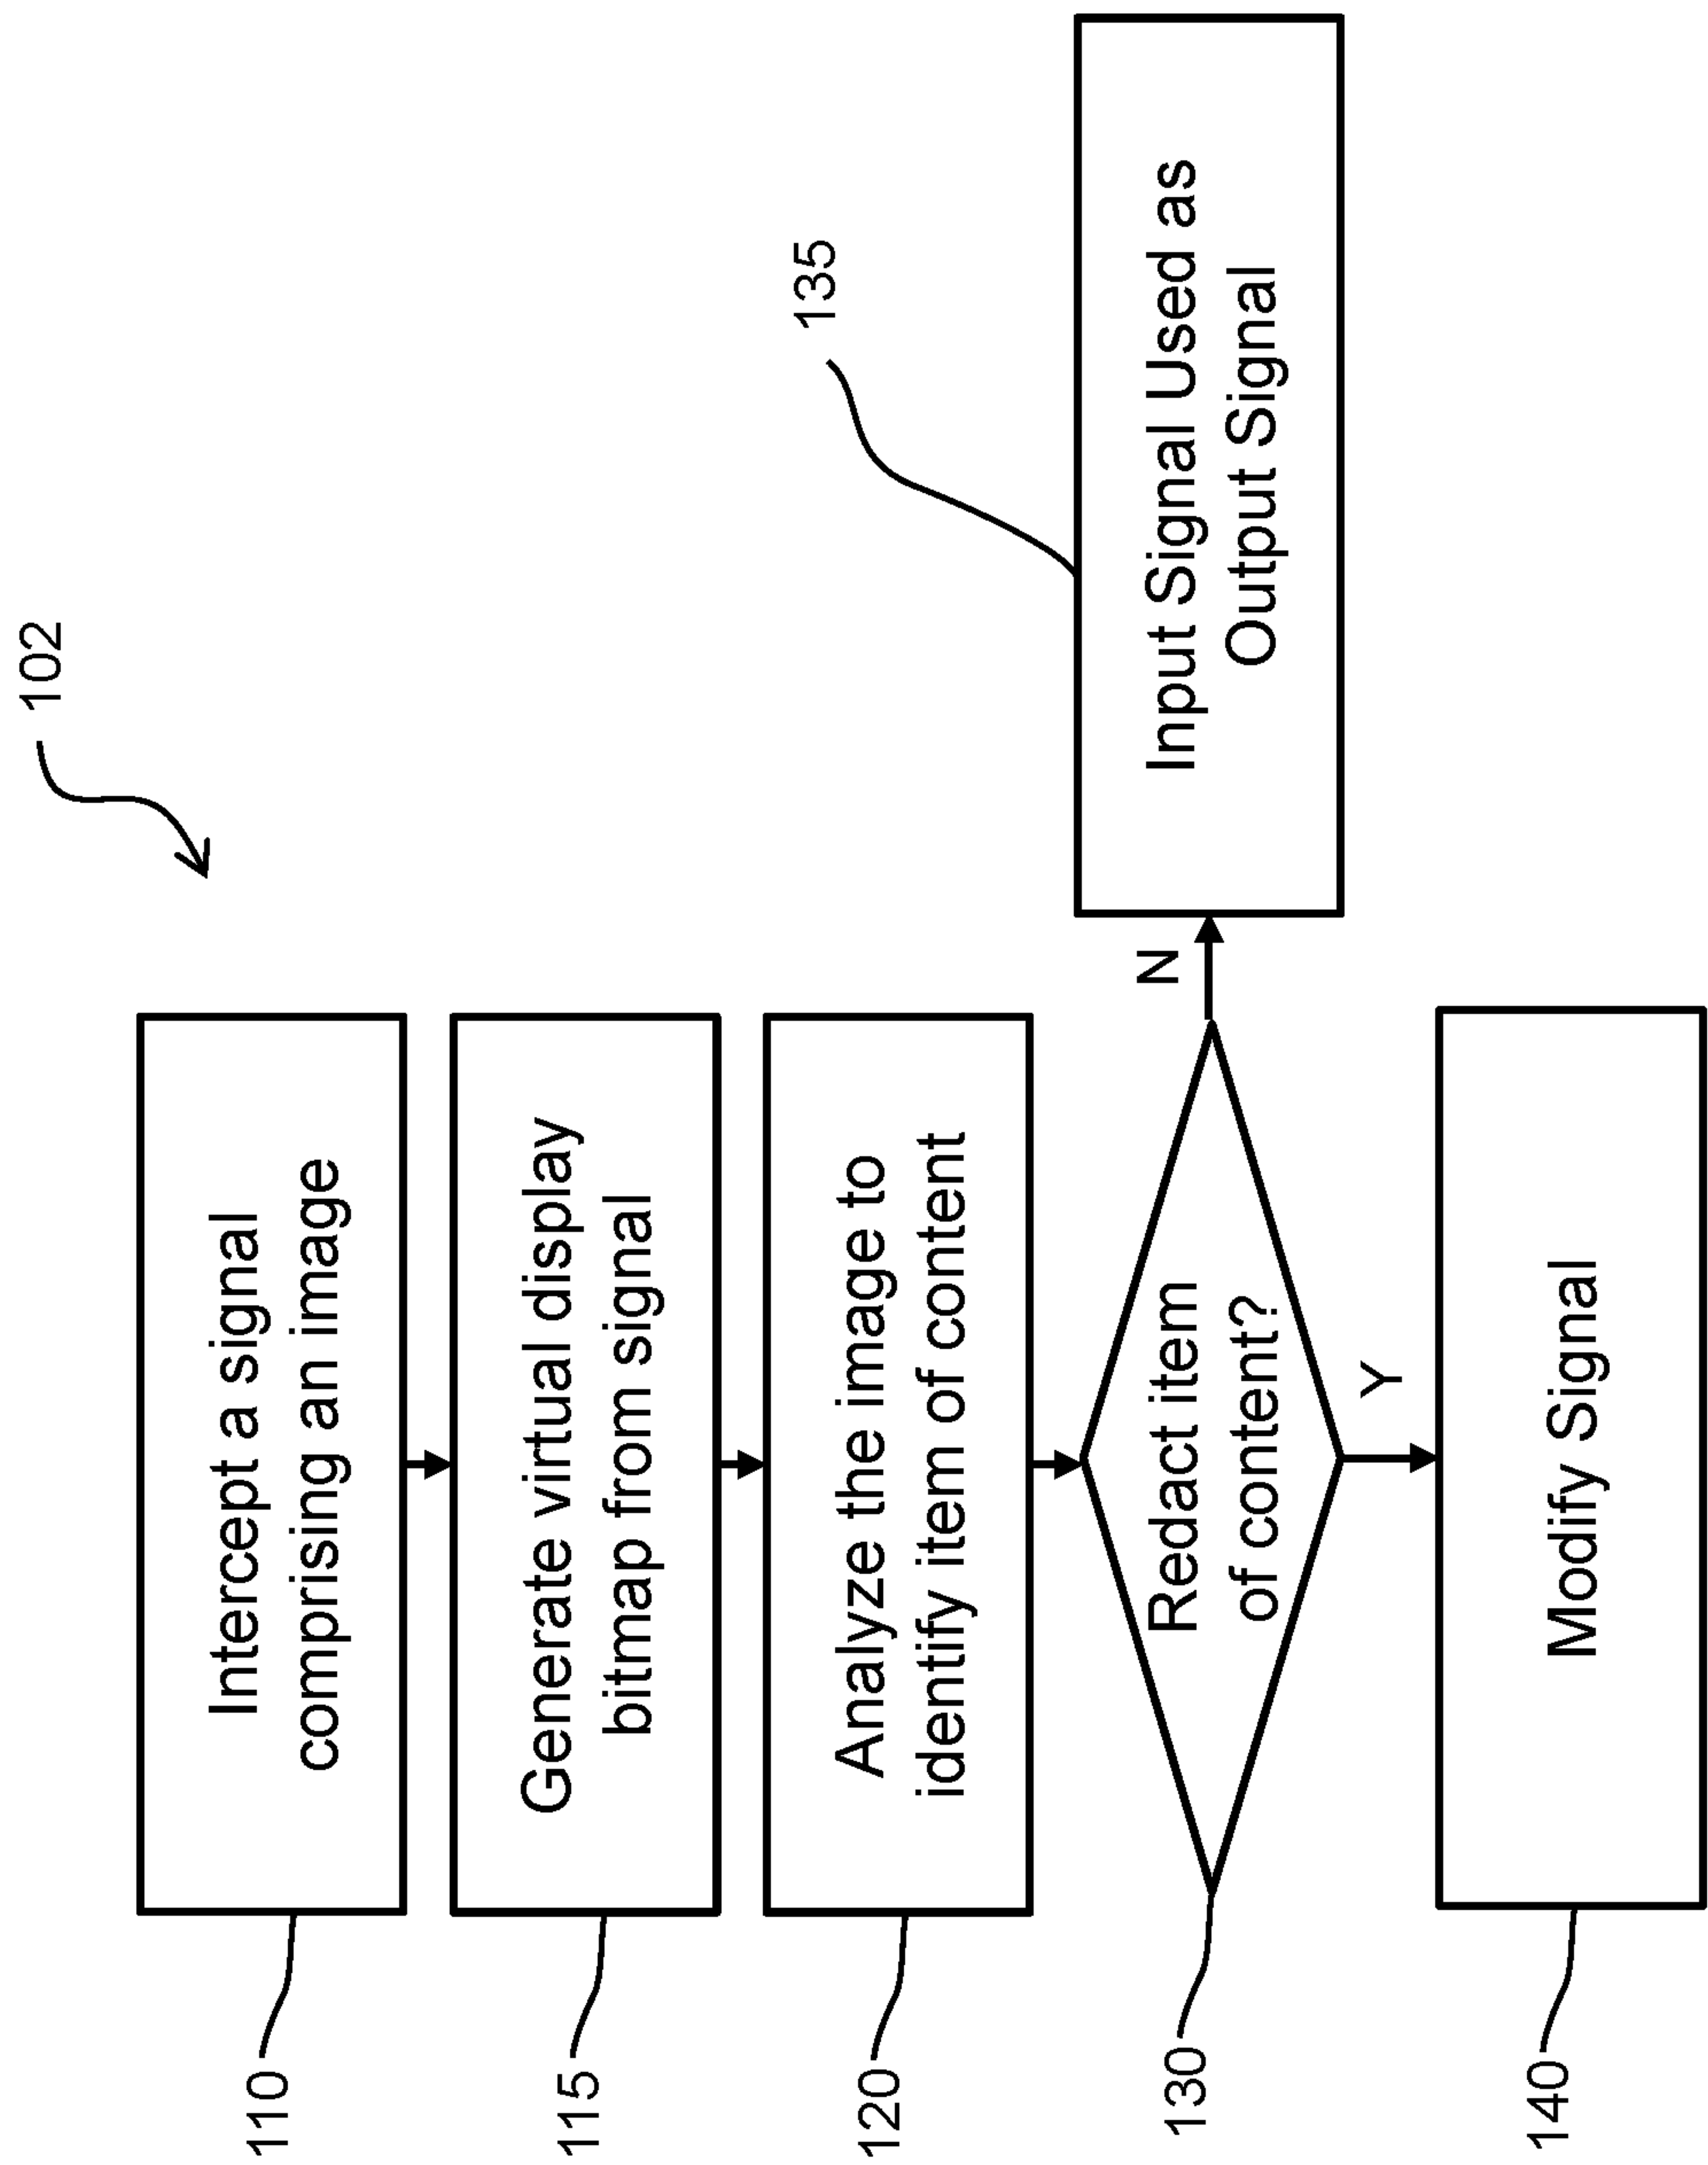 102
110
Intercept a signal
comprising an image
115
Generate virtual display
bitmap from signal
120
Analyze the image to
identify item of content
130
Redact item
of content?
N
135
Input Signal Used as
Output Signal
Y
140
Modify Signal